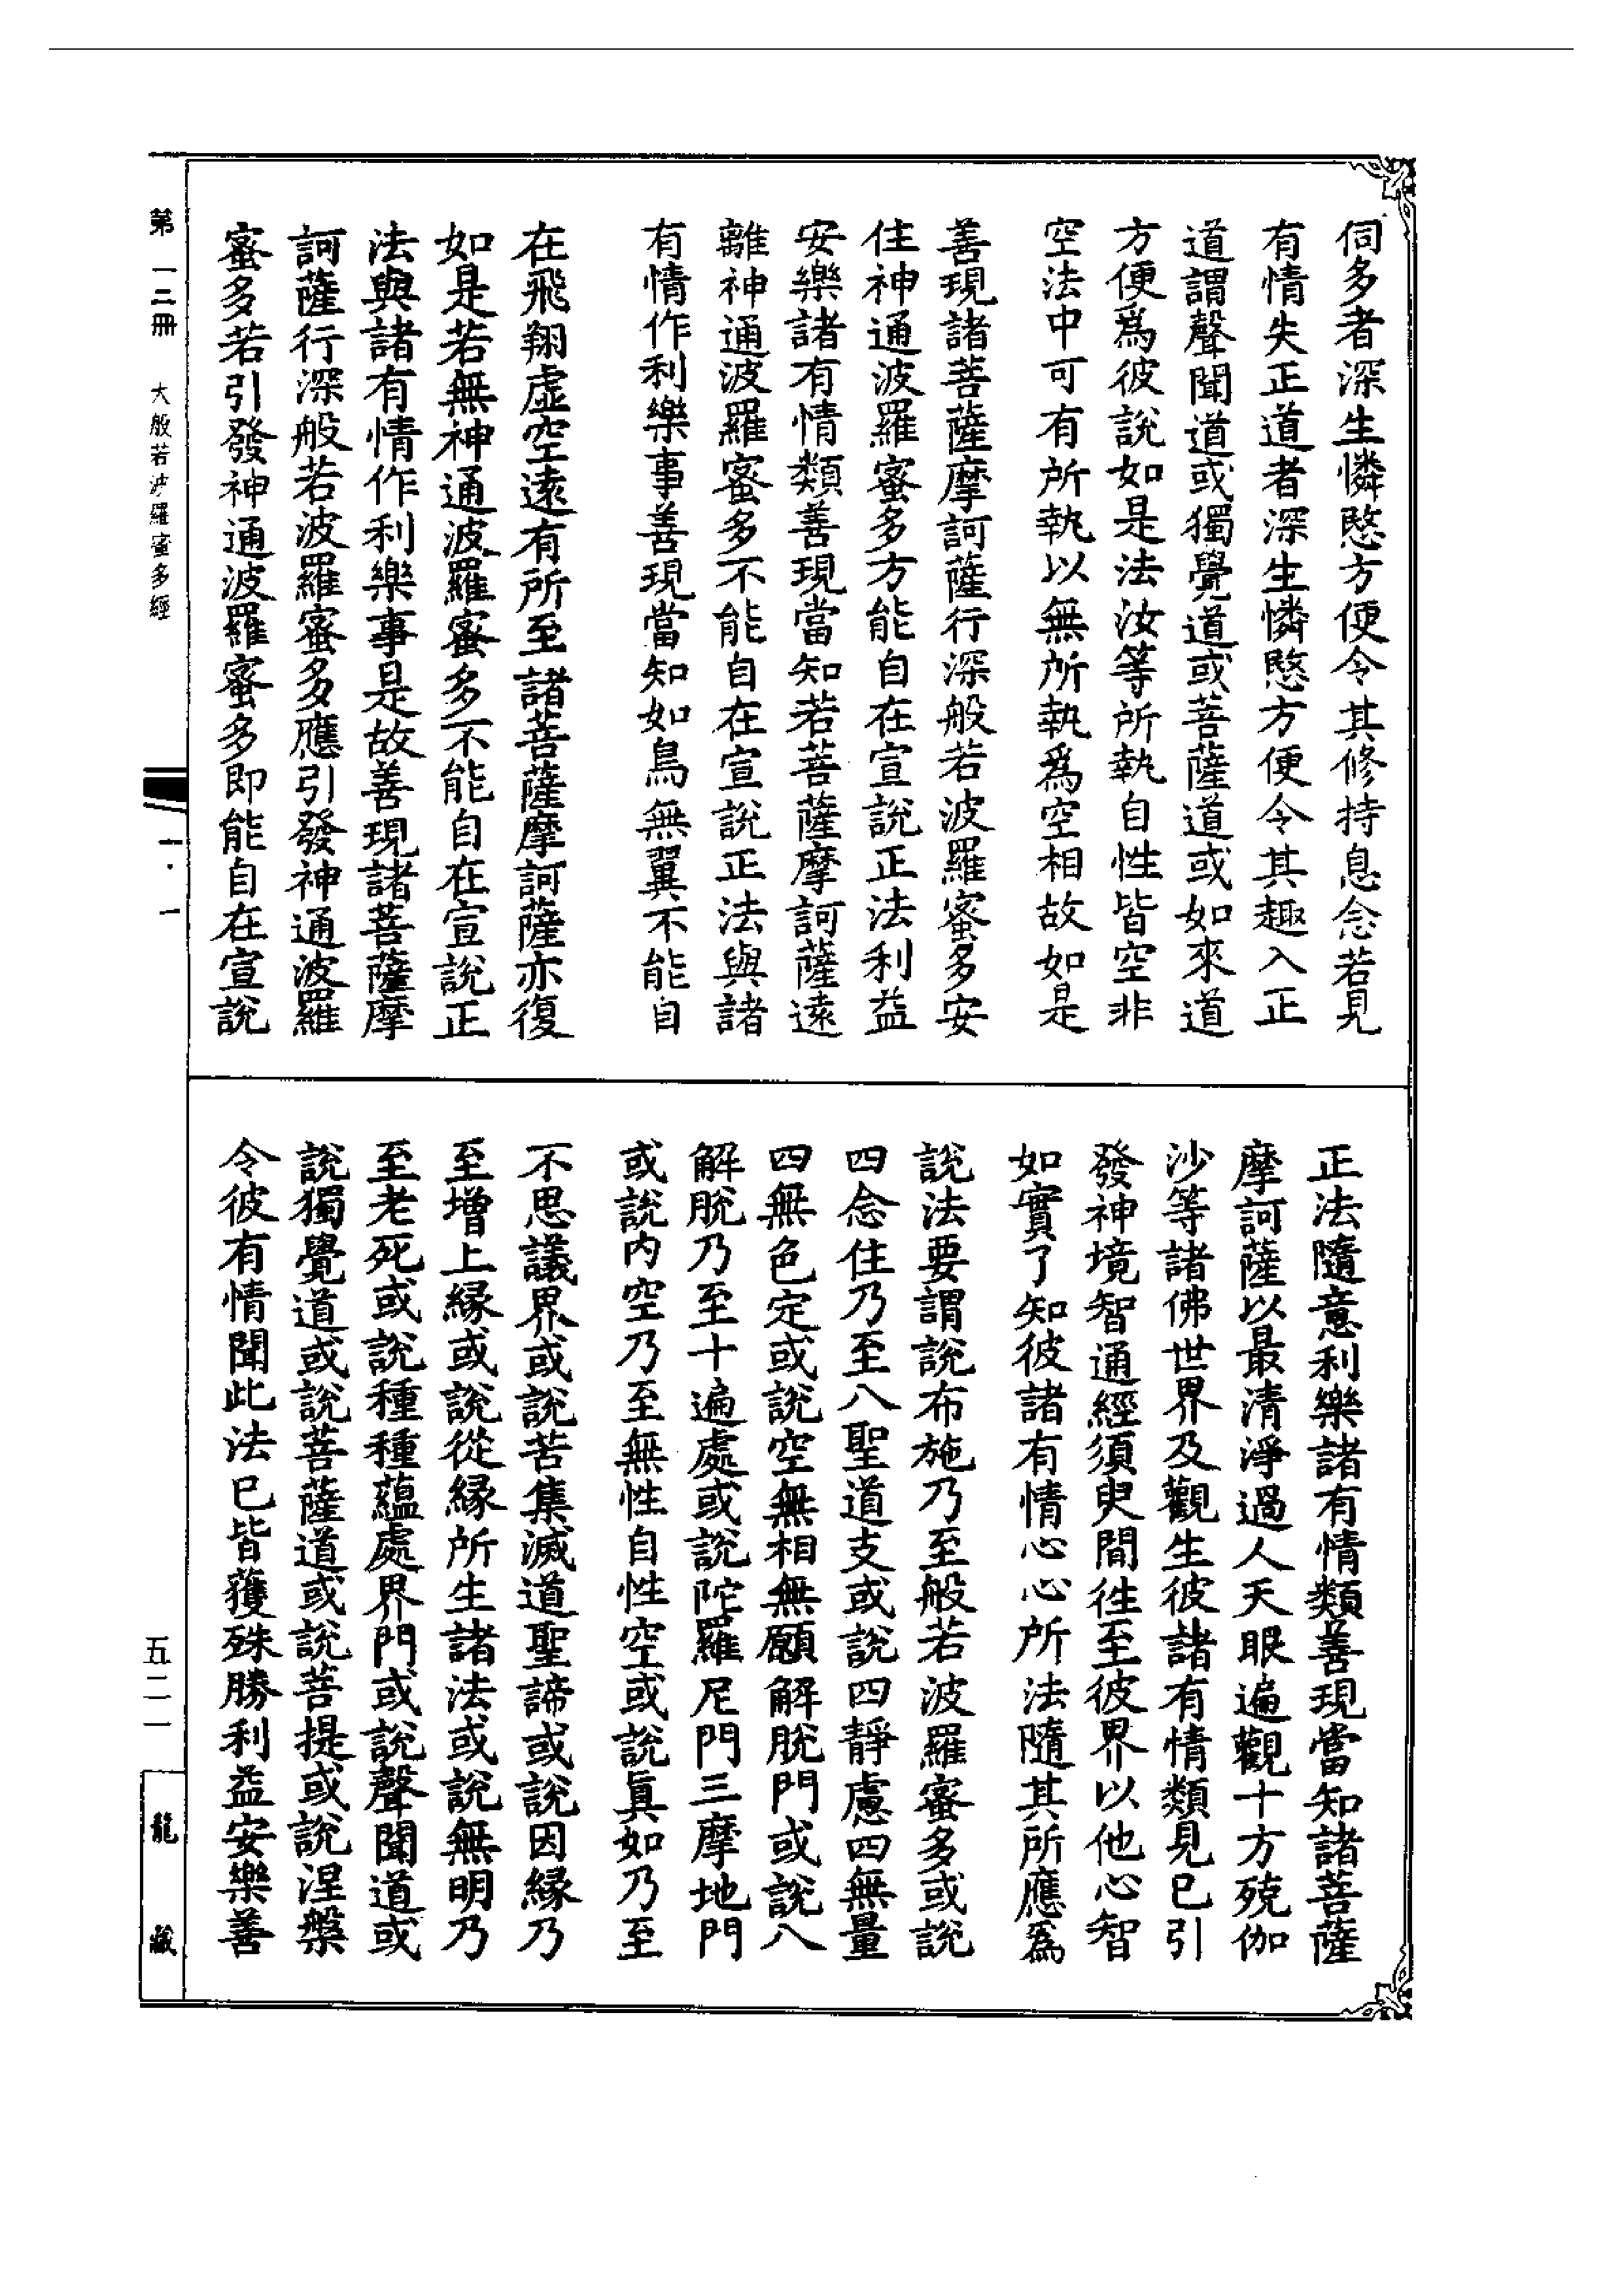 伺多者深生憐愍方便令其修持息念若見
有情失正道者深生憐愍方便令其趣入正
道謂聲聞道或獨覺道或菩薩道或如來道
方便爲彼說如是法汝等所執自性皆空非
空法中可有所執以無所執爲空相故如是
善現諸菩薩摩訶薩行深般若波羅蜜多安
住神通波羅蜜多方能自在宣說正法利益
安樂諸有情類善現當知若菩薩摩訶薩遠
離神通波羅蜜多不能自在宣說正法與諸
有情作利樂事善現當知如鳥無翼不能自
在飛翔虛空遠有所至諸菩薩摩訶薩亦復
如是若無神通波羅蜜多不能自在宣說正
法與諸有情作利樂事是故善現諸菩薩摩
訶薩行深般若波羅蜜多應引發神通波羅
蜜多若引發神通波羅蜜多即能自在宣說
正法隨意利樂諸有情類善現當知諸菩薩
摩訶薩以最清淨過人天眼遍觀十方殑伽
沙等諸佛世界及觀生彼諸有情類見已引
發神境智通經須臾間往至彼界以他心智
如實了知彼諸有情心心所法隨其所應爲
說法要謂說布施乃至般若波羅蜜多或說
四念住乃至八聖道支或說四靜慮四無量
四無色定或說空無相無願解脫門或說八
解脫乃至十遍處或說陀羅尼門三摩地門
或說内空乃至無性自性空或說眞如乃至
不思議界或說苦集滅道聖諦或說因緣乃
至增上緣或說從緣所生諸法或說無明乃
至老死或說種種蘊處界門或說聲聞道或
說獨覺道或說菩薩道或說菩提或說涅槃
令彼有情聞此法已皆獲殊勝利益安樂善
第一三冊 大般若波羅蜜多經
五二一
龍藏